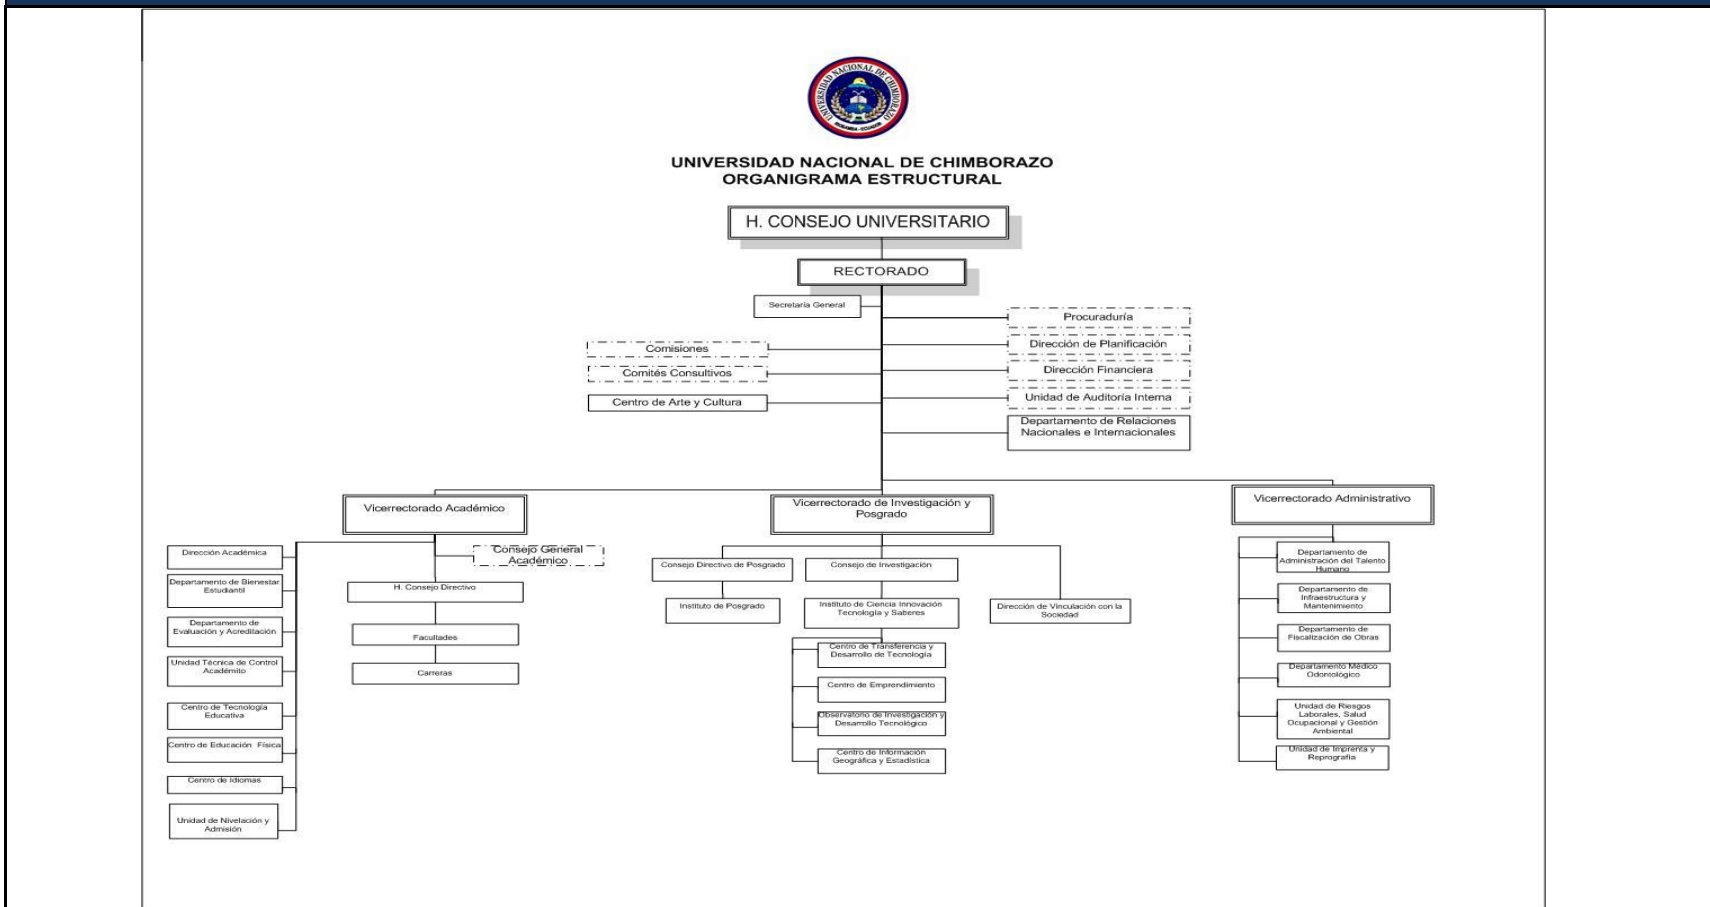 UNIVERSIDAD NACIONAL DE CHIMBORAZO
RIOBAMBA - ECUADOR
UNIVERSIDAD NACIONAL DE CHIMBORAZO
ORGANIGRAMA ESTRUCTURAL
H. CONSEJO UNIVERSITARIO
RECTORADO
Secretaría General
Procuraduría
Comisiones
Dirección de Planificación
Comités Consultivos
Dirección Financiera
Centro de Arte y Cultura
Unidad de Auditoría Interna
Departamento de Relaciones
Nacionales e Internacionales
Vicerrectorado Académico
Vicerrectorado de Investigación y
Posgrado
Vicerrectorado Administrativo
Dirección Académica
Departamento de Bienestar
Estudiantil
Departamento de
Evaluación y Acreditación
Unidad Técnica de Control
Académito
Centro de Tecnología
Educativa
Centro de Educación Física
Centro de Idiomas
Unidad de Nivelación y
Admisión
Consejo General
Académico
H. Consejo Directivo
Facultades
Carreras
Consejo Directivo de Posgrado
Instituto de Posgrado
Consejo de Investigación
Instituto de Ciencia Innovación
Tecnología y Saberes
Centro de Transferencia y
Desarrollo de Tecnología
Centro de Emprendimiento
Observatorio de Investigación y
Desarrollo Tecnológico
Centro de Información
Geográfica y Estadística
Dirección de Vinculación con la
Sociedad
Departamento de
Administración del Talento
Humano
Departamento de
Infraestructura y
Mantenimiento
Departamento de
Fiscalización de Obras
Departamento Médico
Odontológico
Unidad de Riesgos
Laborales, Salud
Ocupacional y Gestión
Ambiental
Unidad de Imprenta y
Reprografía